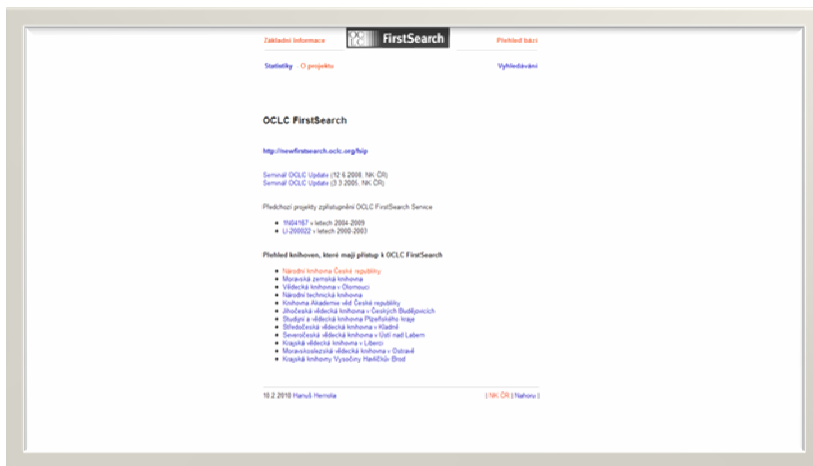 Základní informace
FirstSearch
Přehled bází
Statistiky O projektu
Vyhledávání
OCLC FirstSearch
http://newfirstsearch.oclc.org/fsip
Seminář OCLC Update (12.6.2008, NK ČR)
Seminář OCLC Update (3.3.2005, NK ČR)
Předchozí projekty zpřístupnění OCLC FirstSearch Service
1N04167 v letech 2004-2009
LI-200022 v letech 2000-2003
Přehled knihoven, které mají přístup k OCLC FirstSearch
Národní knihovna České republiky
Moravská zemská knihovna
Vědecká knihovna v Olomouci
Národní technická knihovna
Knihovna Akademie věd České republiky
Jihočeská vědecká knihovna v Českých Budějovicích
Studijní a vědecká knihovna Plzeňského kraje
Středočeská vědecká knihovna v Kladně
Severočeská vědecká knihovna v Ústí nad Labem
Krajská vědecká knihovna v Liberci
Moravskoslezská vědecká knihovna v Ostravě
Krajská knihovny Vysočiny Havlíčkův Brod
10.2.2010 Hanuš Hemola
| NK ČR | Nahoru |